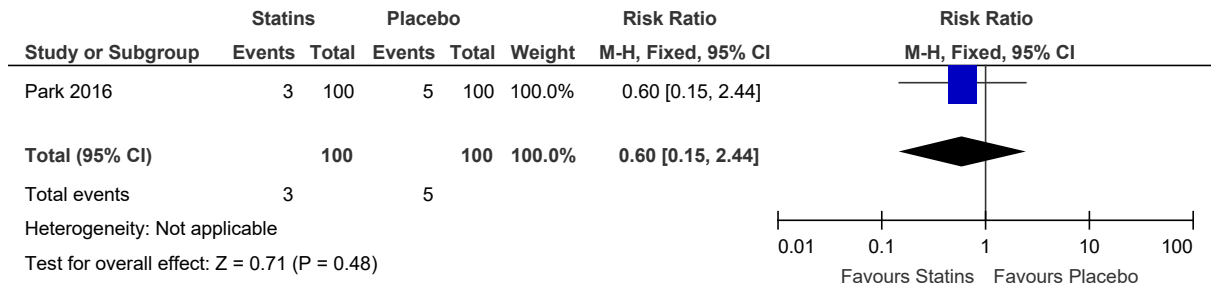 Statins Placebo Risk Ratio Risk Ratio
Study or Subgroup Events Total Events Total Weight M-H, Fixed, 95% CI M-H, Fixed, 95% CI
Park 2016 3 100 5 100 100.0% 0.60 [0.15, 2.44]
Total (95% CI) 100 100 100.0% 0.60 [0.15, 2.44]
Total events 3 5
Heterogeneity: Not applicable
Test for overall effect: Z = 0.71 (P = 0.48)
0.01 0.1 1 10 100
Favours Statins Favours Placebo